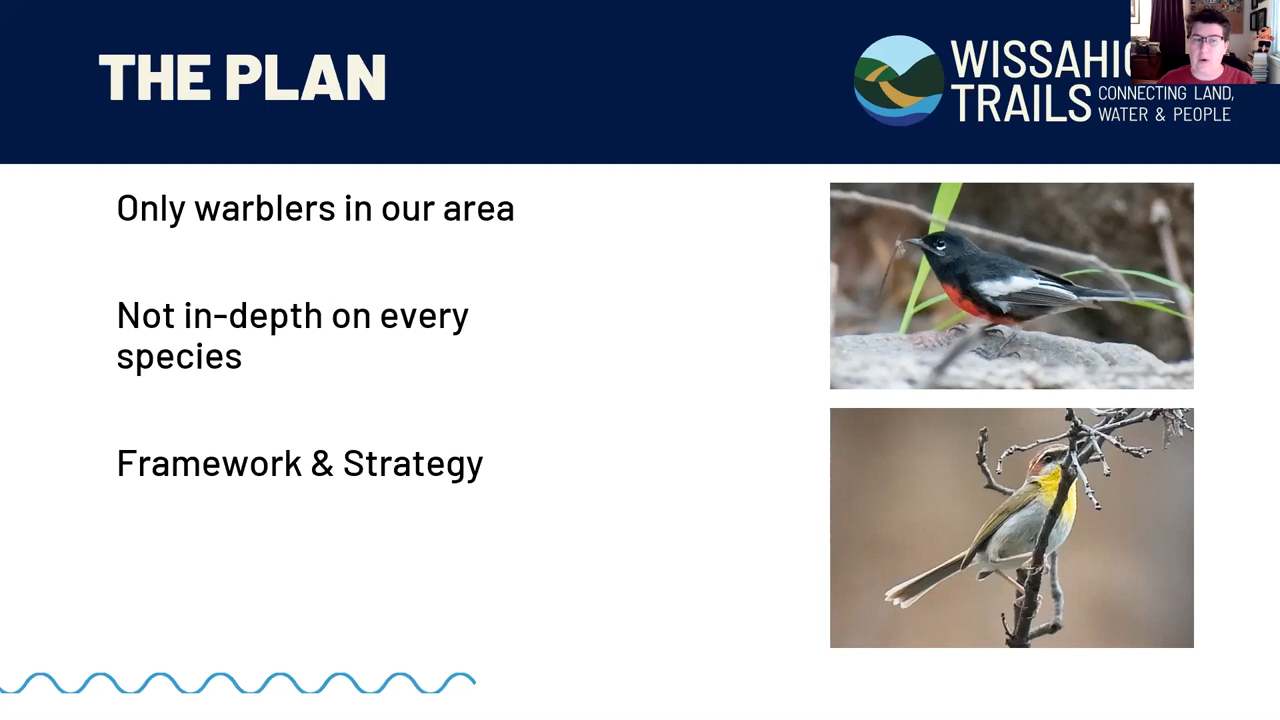 THE PLAN
WISSAHIC
TRAILS
CONNECTING LAND,
WATER & PEOPLE
Only warblers in our area
Not in-depth on every
species
Framework & Strategy